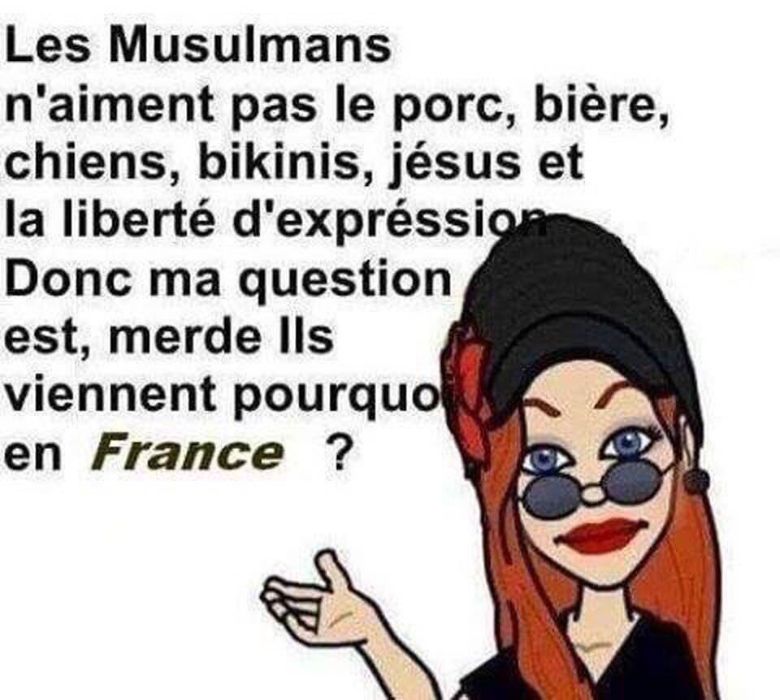 Les Musulmans
n'aiment pas le porc, bière,
chiens, bikinis, jésus et
la liberté d'expréssion
Donc ma question
est, merde Ils
viennent pourquoi
en France ?